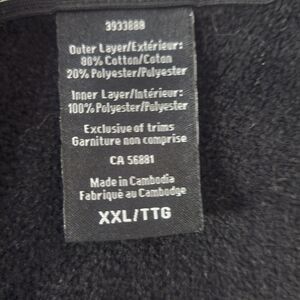 3933880
Outer Layer/Extérieur:
80% Cotton/Coton
20% Polyester/Polyester
Inner Layer/Intérieur:
100% Polyester/Polyester
Exclusive of trims
Garniture non comprise
CA 56881
Made in Cambodia
Fabriqué au Cambodge
XXL/TTG